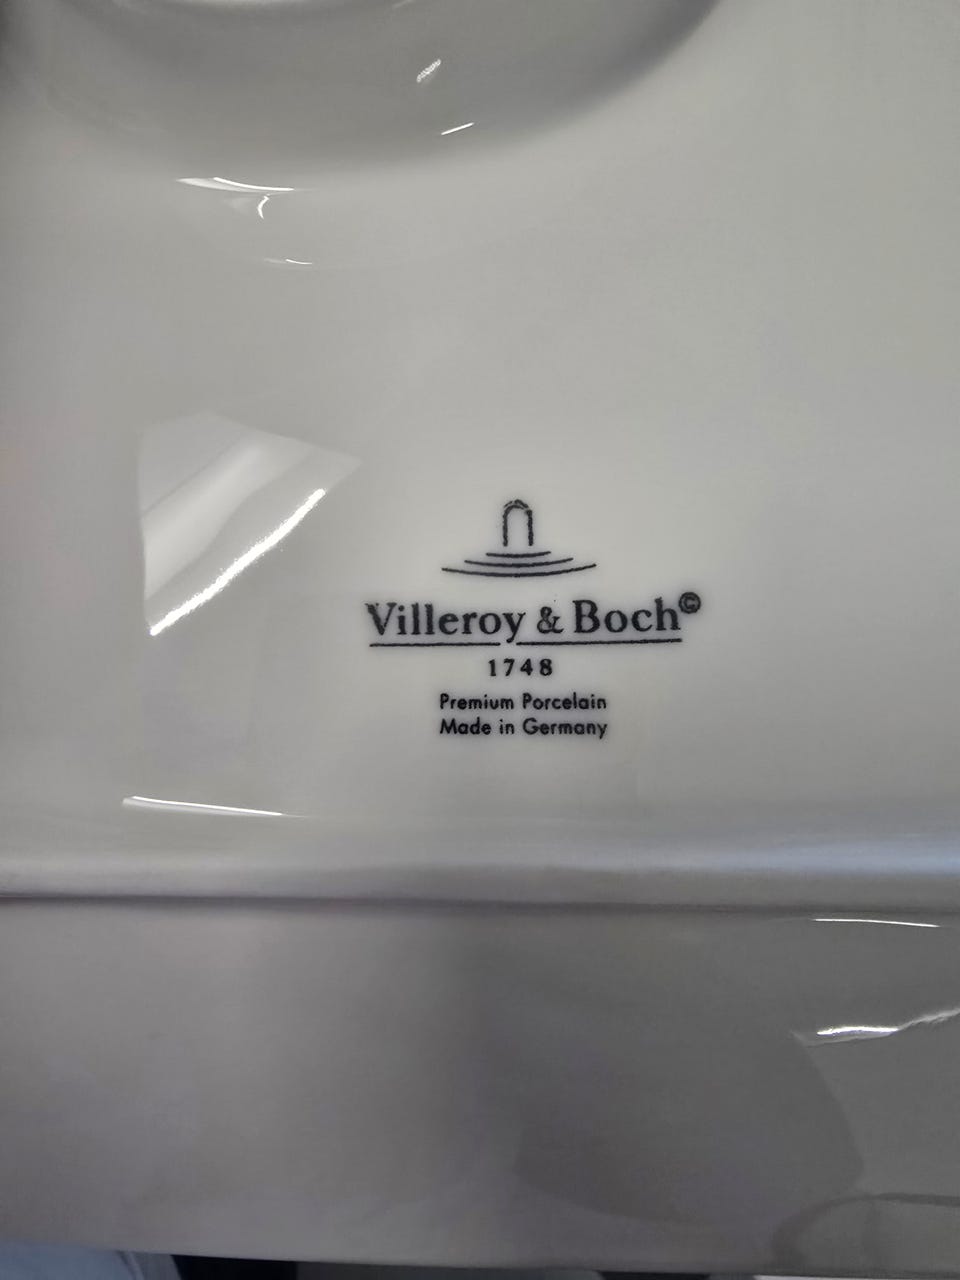 Villeroy & Boch©
1748
Premium Porcelain
Made in Germany